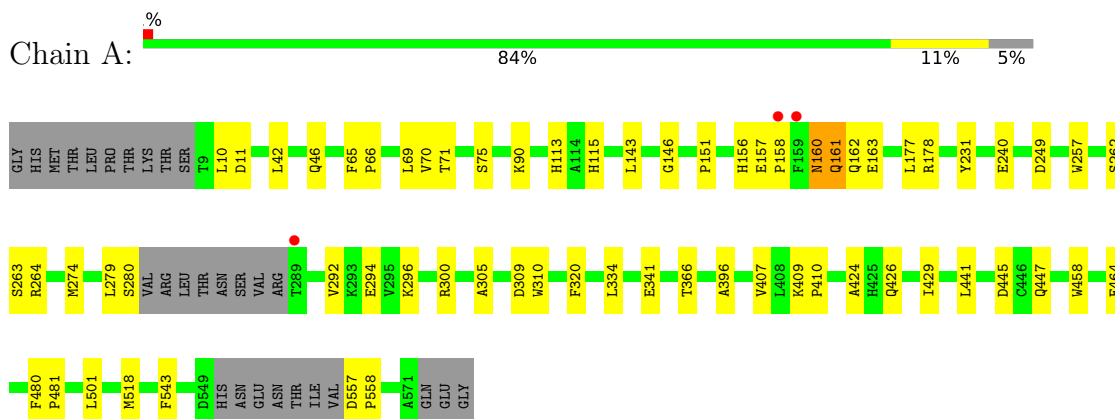 1%
Chain A:
84% 11% 5%
GLY HIS MET THR LEU PRO THR LYS THR SER T9 L10 D11 L42 Q46 F65 P66 L69 V70 T71 S75 K90 H113 A114 H115 L143 G146 P151 H156 E157 P158 F159 N160 Q161 Q162 E163 L177 R178 Y231 E240 D249 W257 S262
S263 R264 M274 L279 S280 VAL ARG LEU THR ASN SER VAL ARG T289 V292 K293 E294 V295 K296 R300 A305 D309 W310 F320 L334 E341 T366 A396 V407 L408 K409 P410 A424 H425 Q426 I429 L441 D445 C446 Q447 W458 E464
F480 P481 L501 M518 F543 D549 HIS ASN GLU ASN THR ILE VAL D557 P558 A571 GLN GLU GLY